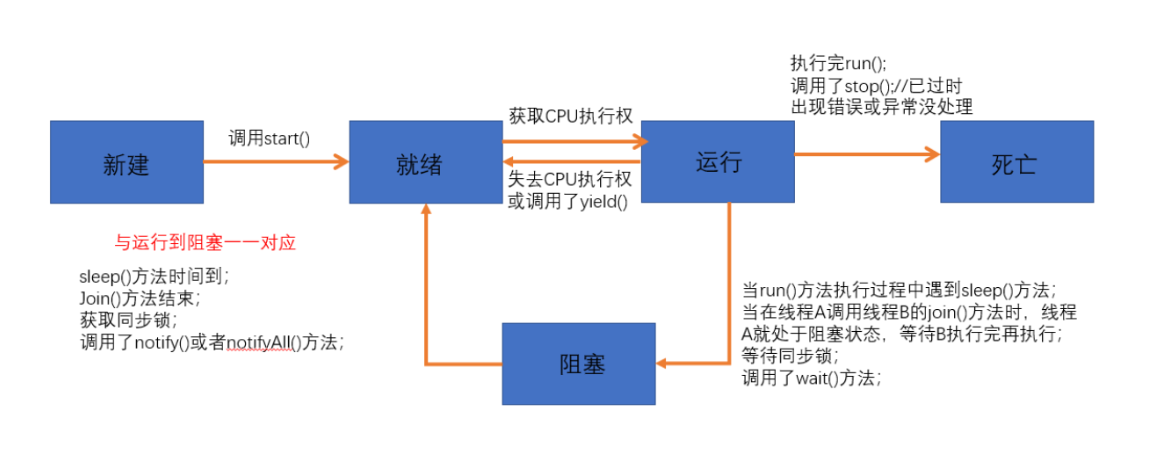 执行完run();
调用了stop();//已过时
出现错误或异常没处理
新建
调用start()
就绪
获取CPU执行权
失去CPU执行权
或调用了yield()
运行
死亡
与运行到阻塞一一对应
sleep()方法时间到；
Join()方法结束；
获取同步锁；
调用了notify()或者notifyAll()方法；
阻塞
当run()方法执行过程中遇到sleep()方法；
当在线程A调用线程B的join()方法时，线程
A就处于阻塞状态，等待B执行完再执行；
等待同步锁；
调用了wait()方法；